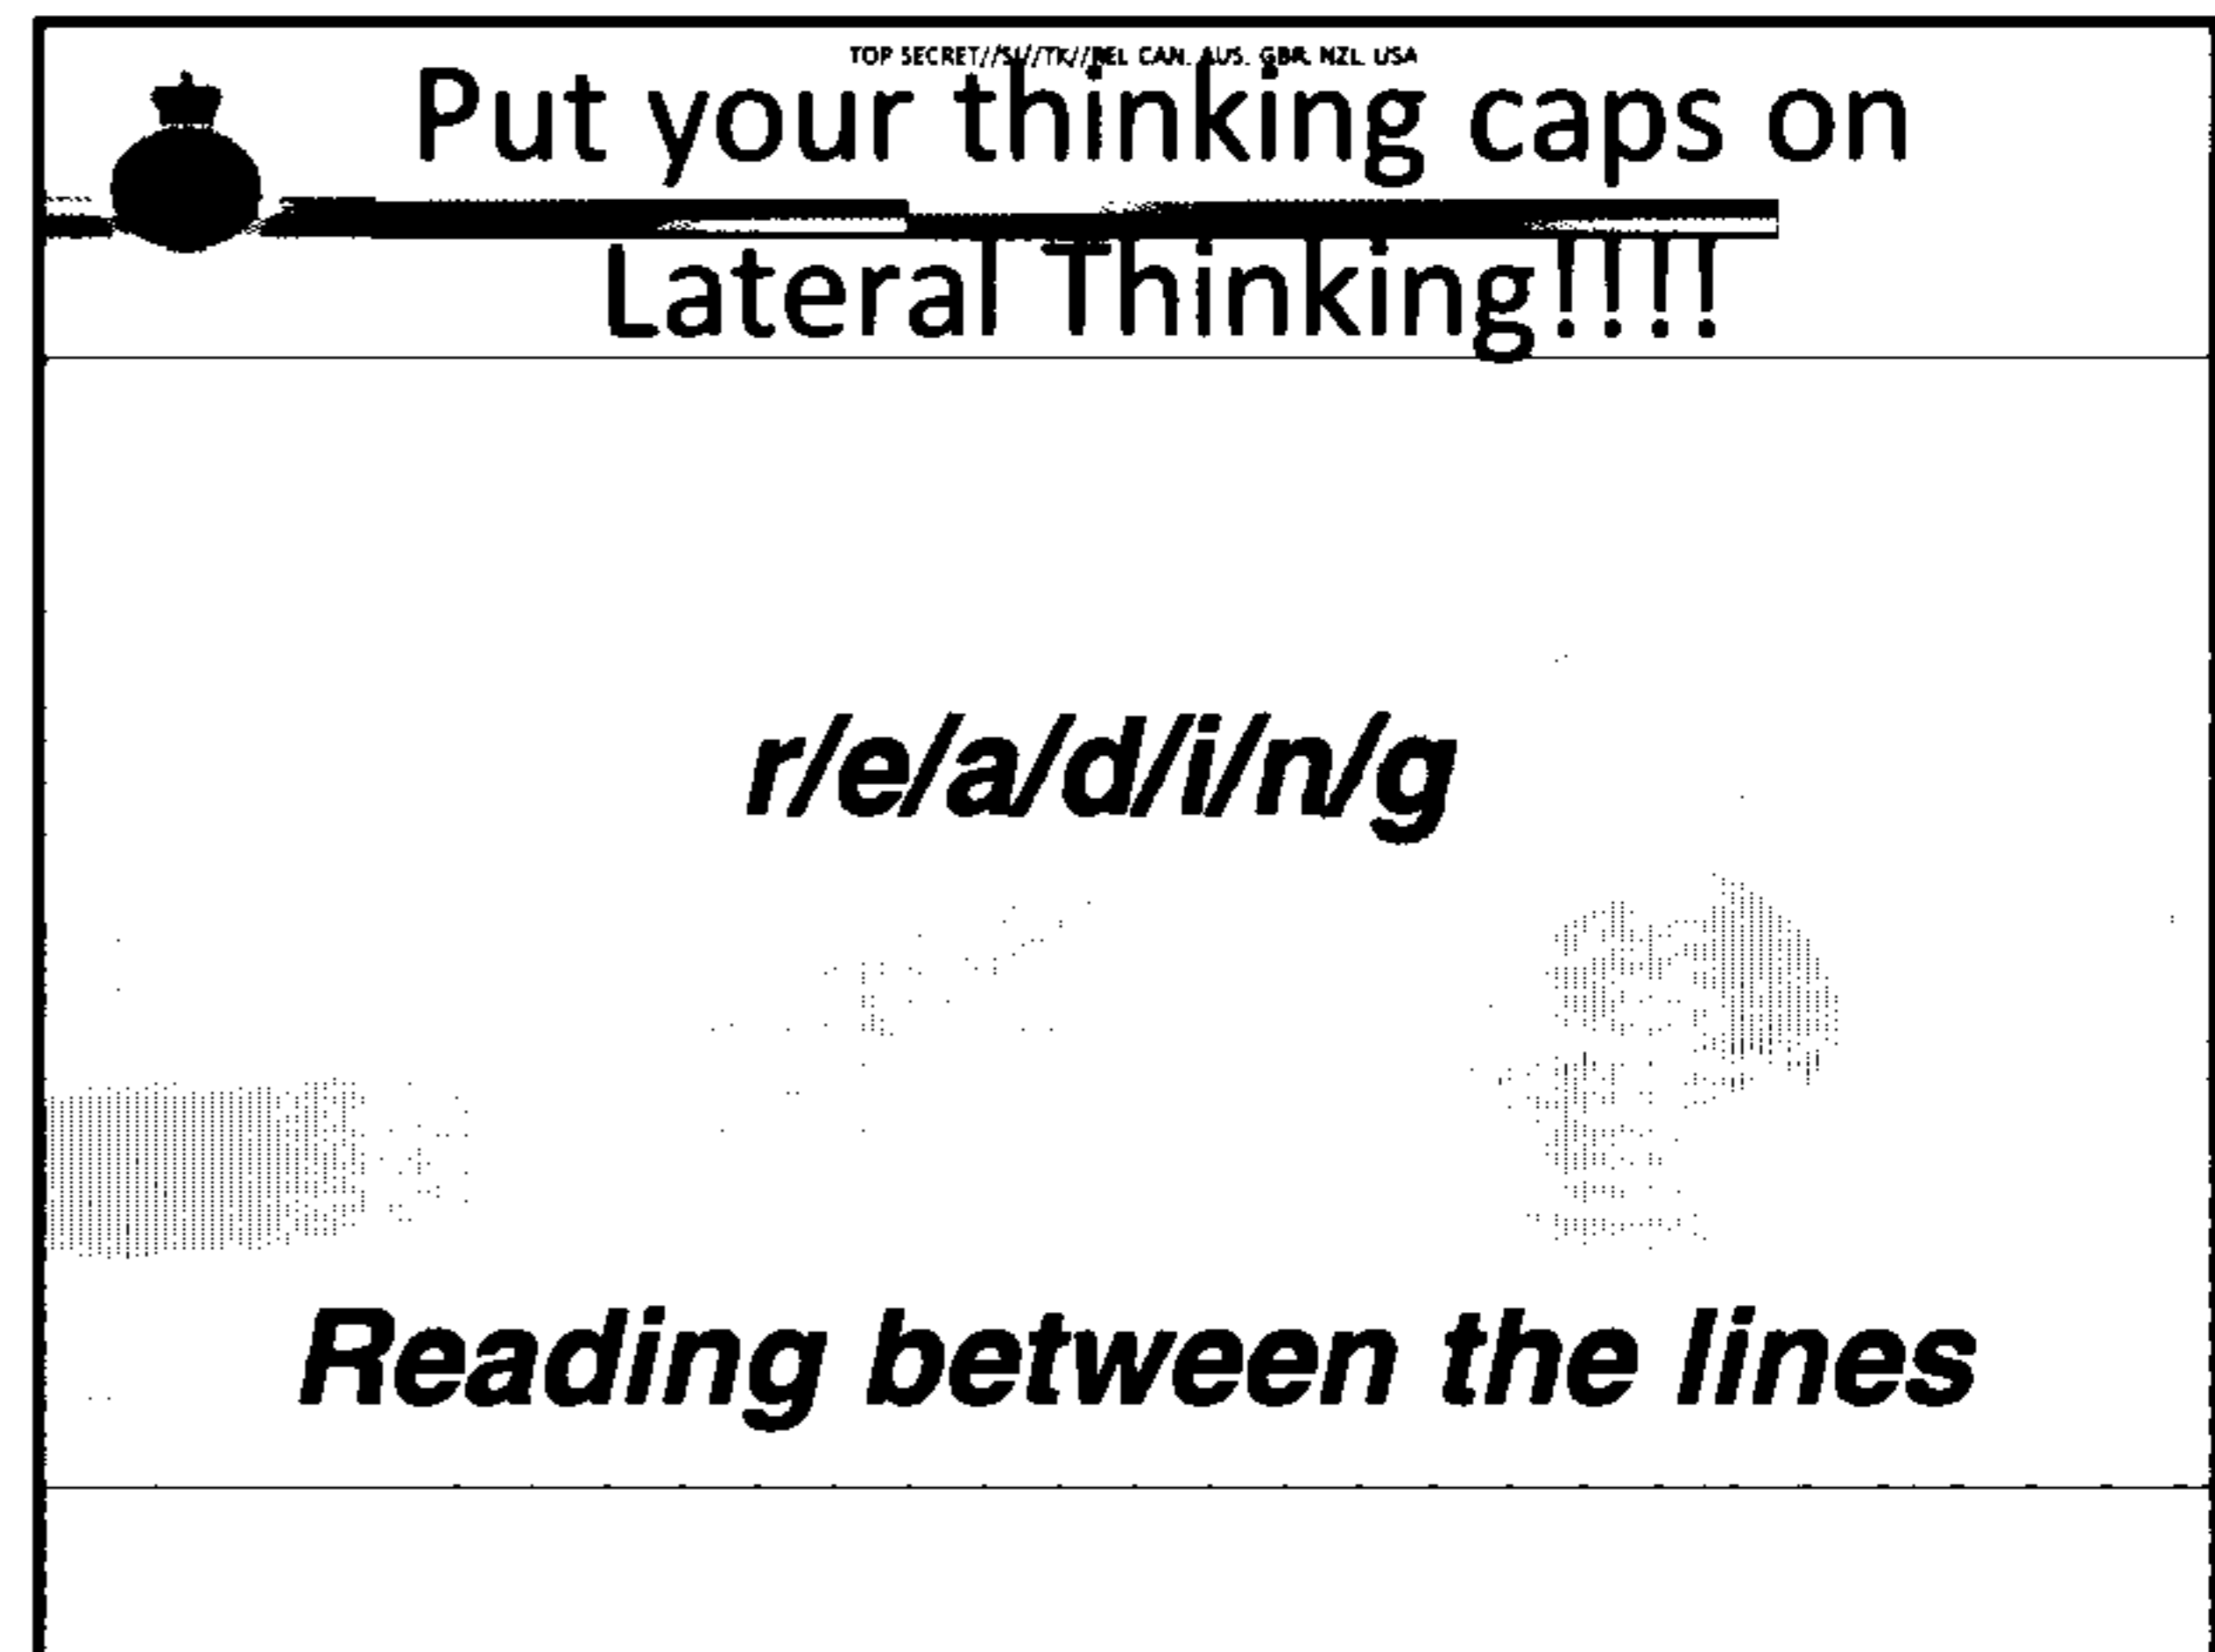 TOP SECRET//SI//TK//REL CAN, AUS, GBR, NZL, USA
Put your thinking caps on
Lateral Thinking!!!!
r/e/a/d/i/n/g
Reading between the lines